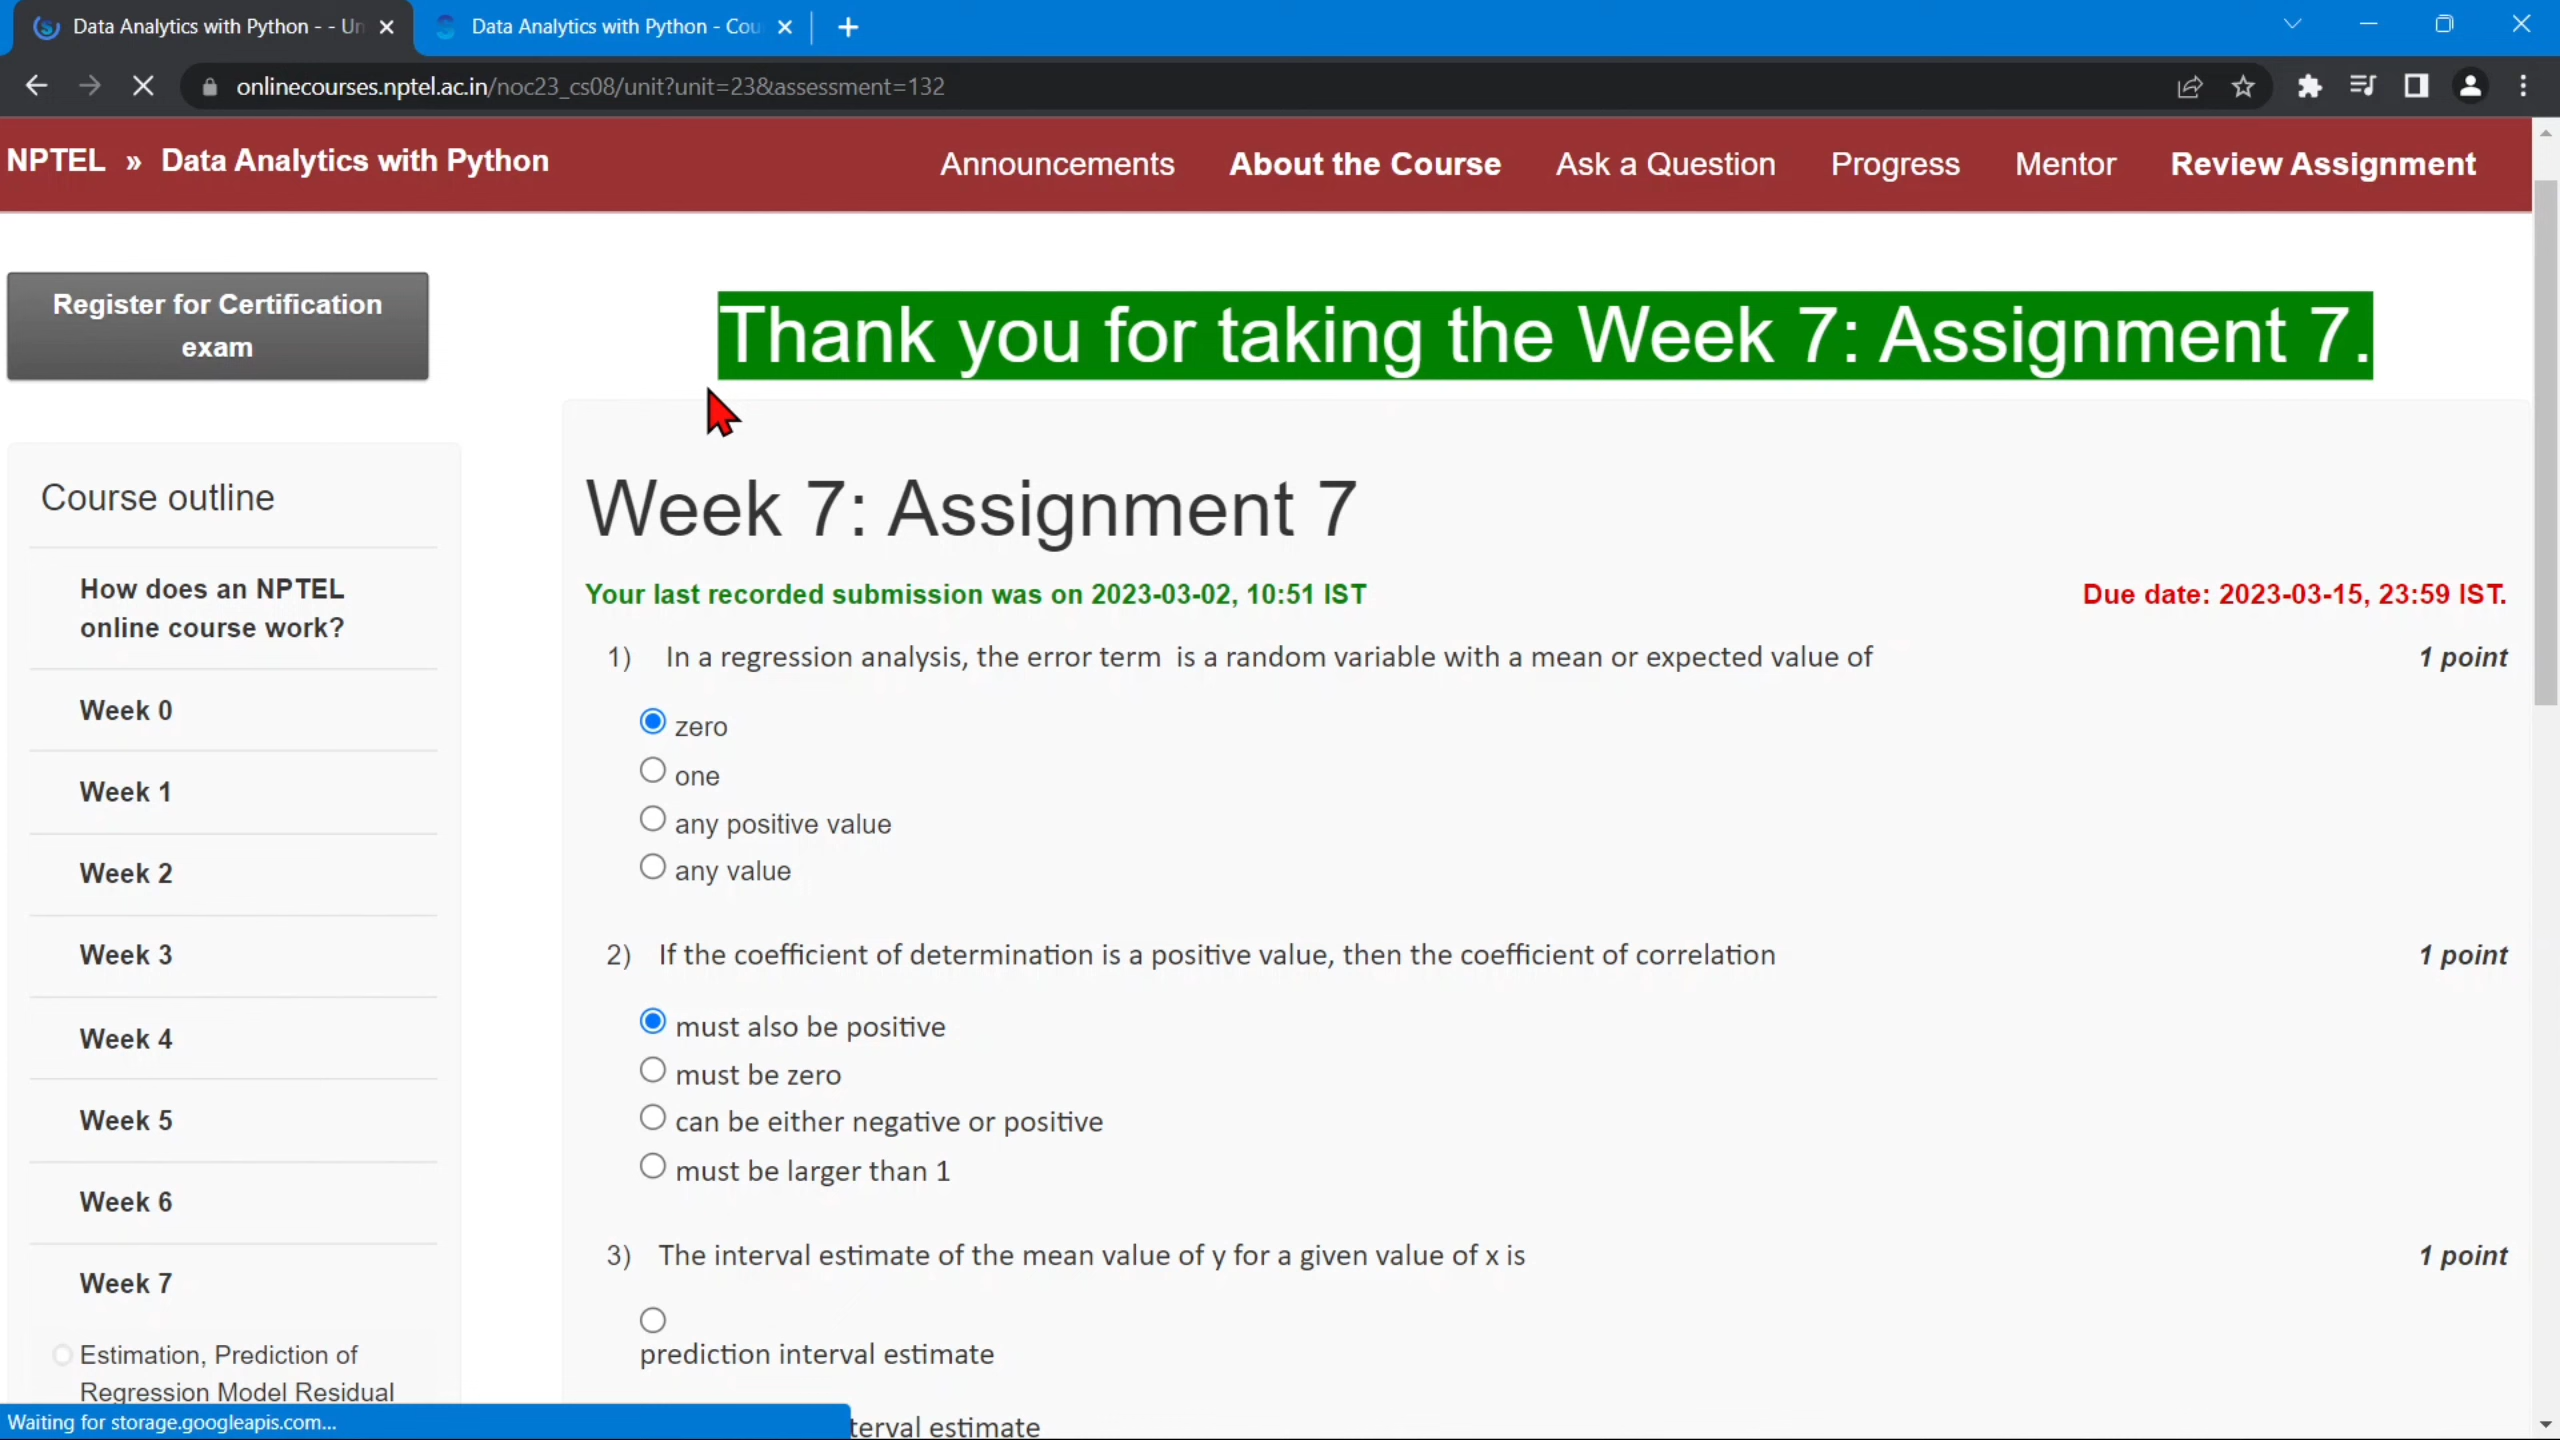 Data Analytics with Python - - Un
Data Analytics with Python - Cou
onlinecourses.nptel.ac.in/noc23_cs08/unit?unit=23&assessment=132
NPTEL » Data Analytics with Python
Announcements About the Course Ask a Question Progress Mentor Review Assignment
Register for Certification
exam
Thank you for taking the Week 7: Assignment 7.
Course outline
How does an NPTEL
online course work?
Week 0
Week 1
Week 2
Week 3
Week 4
Week 5
Week 6
Week 7
Estimation, Prediction of
Regression Model Residual
Week 7: Assignment 7
Your last recorded submission was on 2023-03-02, 10:51 IST Due date: 2023-03-15, 23:59 IST.
1) In a regression analysis, the error term is a random variable with a mean or expected value of 1 point
zero
one
any positive value
any value
2) If the coefficient of determination is a positive value, then the coefficient of correlation 1 point
must also be positive
must be zero
can be either negative or positive
must be larger than 1
3) The interval estimate of the mean value of y for a given value of x is 1 point
prediction interval estimate
terval estimate
Waiting for storage.googleapis.com...